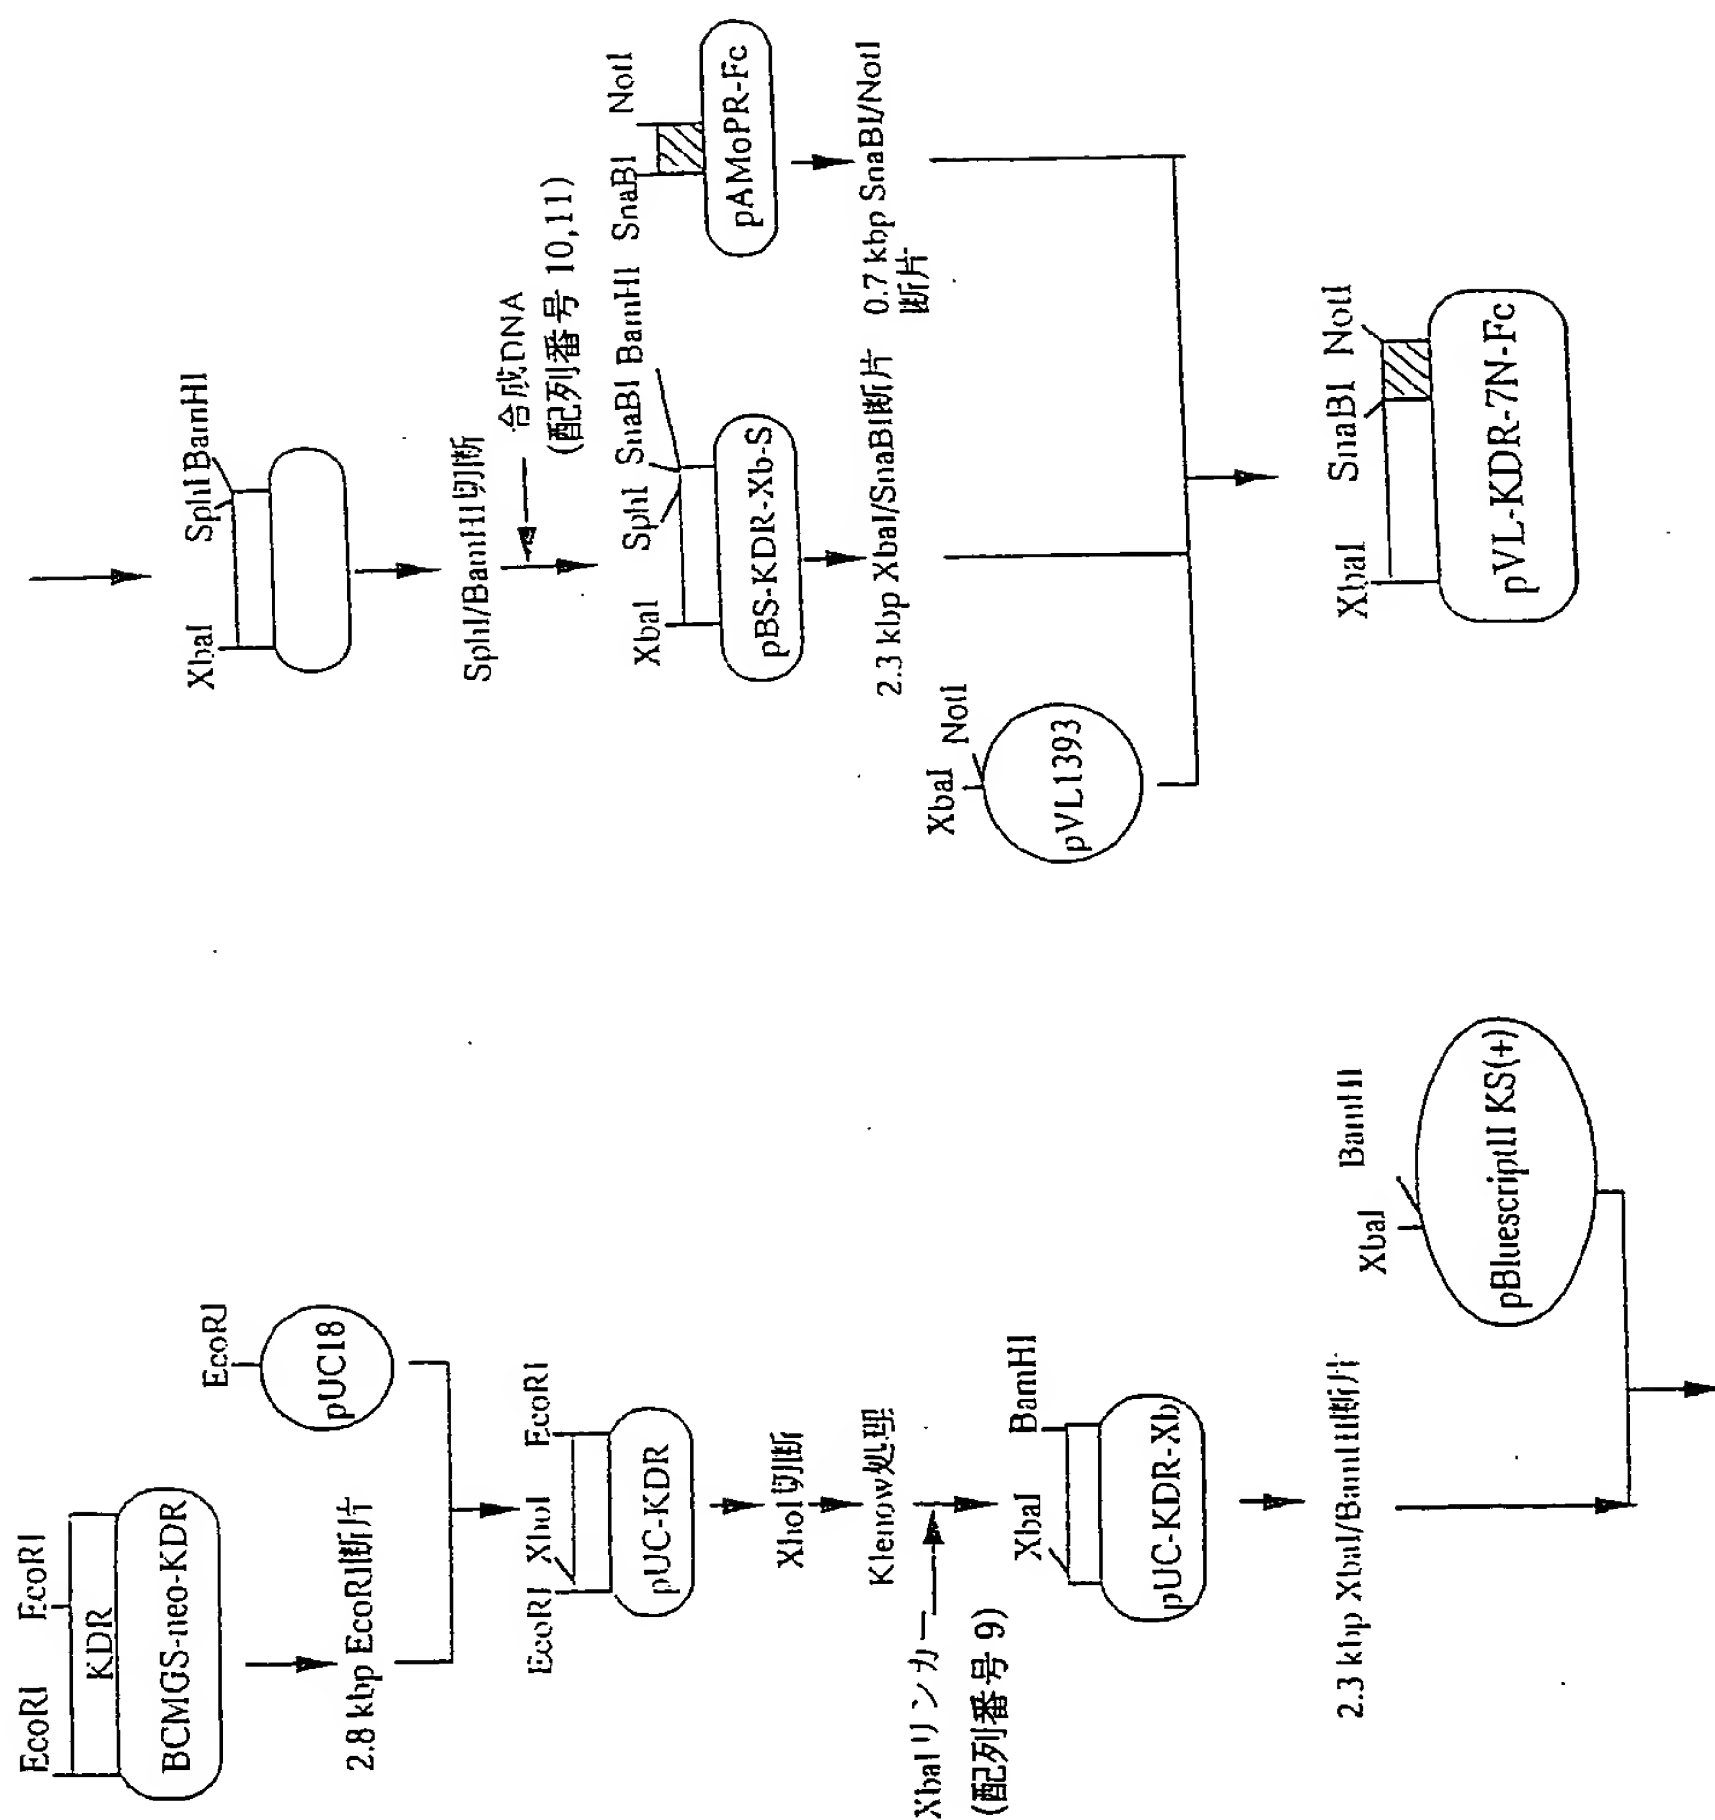 EcoRI EcoRI
KDR
BCMGS-neo-KDR
2.8 kbp EcoRI断片
EcoRI
pUC18
EcoRI XhoI EcoRI
pUC-KDR
XhoI切断
Klenow処理
XbaIリンカー
(配列番号 9)
XbaI BamHI
pUC-KDR-Xb
2.3 kbp XbaI/BamHI断片
XbaI BamHI
pBluescriptII KS(+)
XbaI SphI BamHI
SphI/BamHI切断
合成DNA
(配列番号 10,11)
XbaI SphI SnaBI BamHI
pBS-KDR-Xb-S
SnaBI NotI
pAMoPR-Fc
2.3 kbp XbaI/SnaBI断片
0.7 kbp SnaBI/NotI
断片
XbaI NotI
pVL1393
XbaI SnaBI NotI
pVL-KDR-7N-Fc